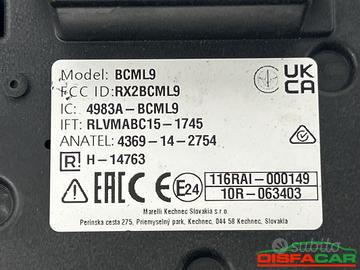 Model: BCML9
FCC ID:RX2BCML9
IC: 4983A-BCML9
IFT: RLVMABC15-1745
ANATEL: 4369-14-2754
R H-14763
UK
CA
EAC CE E24
116RAI-000149
10R-063403
Marelli Kechnec Slovakia s.r.o.
Perinska cesta 275, Priemyselný park, Kechnec, 044 58 Kechnec, Slovakia
subito
DISFACAR